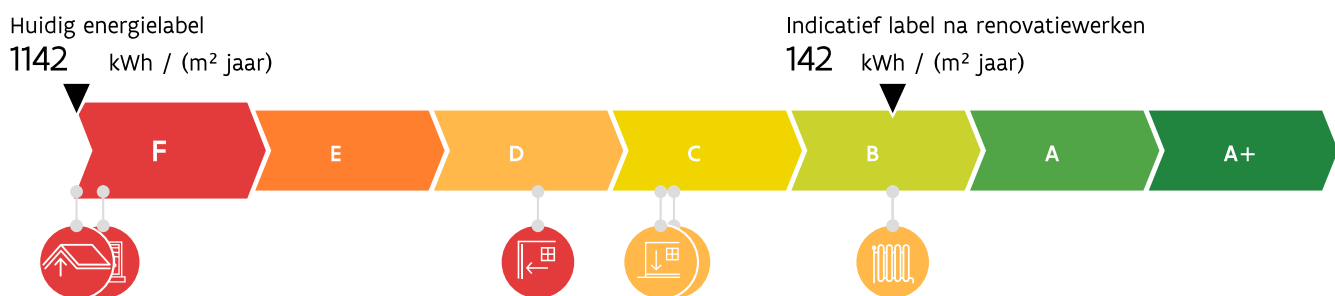 Huidig energielabel
1142 kWh / (m² jaar)
Indicatief label na renovatiewerken
142 kWh / (m² jaar)
F E D C B A A+